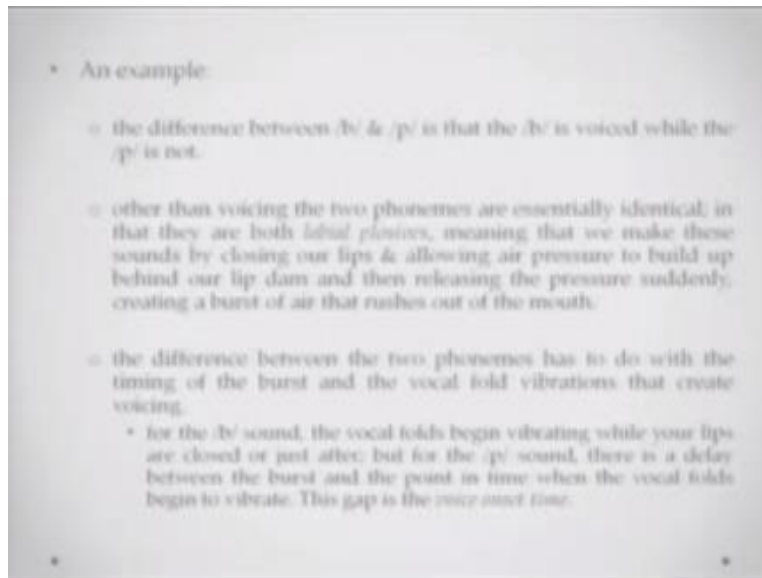 • An example:
o the difference between /b/ & /p/ is that the /b/ is voiced while the
/p/ is not.
o other than voicing the two phonemes are essentially identical; in
that they are both labial plosives, meaning that we make these
sounds by closing our lips & allowing air pressure to build up
behind our lip dam and then releasing the pressure suddenly,
creating a burst of air that rushes out of the mouth.
o the difference between the two phonemes has to do with the
timing of the burst and the vocal fold vibrations that create
voicing.
• for the /b/ sound, the vocal folds begin vibrating while your lips
are closed or just after; but for the /p/ sound, there is a delay
between the burst and the point in time when the vocal folds
begin to vibrate. This gap is the voice onset time.